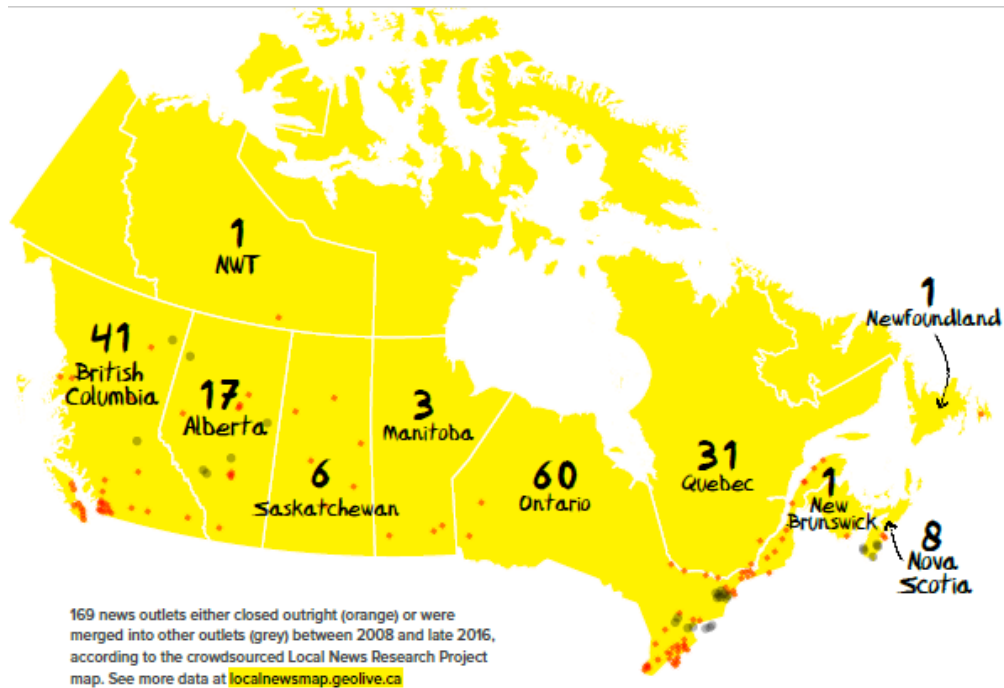 1
NWT
1
Newfoundland
41
British
Columbia
17
Alberta
3
Manitoba
6
Saskatchewan
60
Ontario
31
Quebec
1
New
Brunswick
8
Nova
Scotia
169 news outlets either closed outright (orange) or were
merged into other outlets (grey) between 2008 and late 2016,
according to the crowdsourced Local News Research Project
map. See more data at localnewsmap.geolive.ca